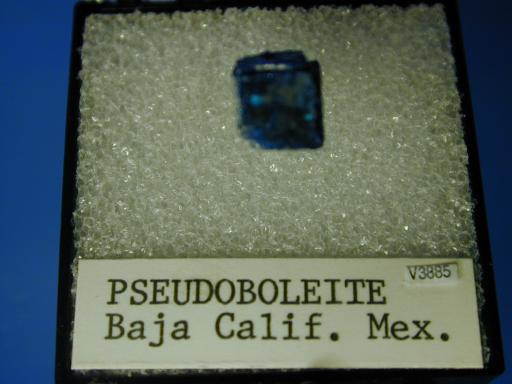 V3885
PSEUDOBOLEITE
Baja Calif. Mex.